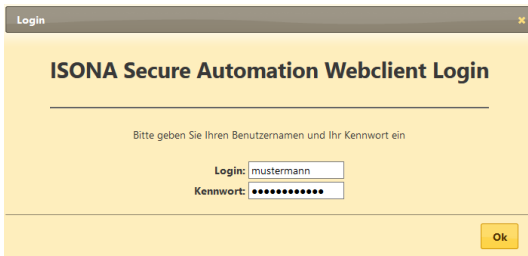 Login
ISONA Secure Automation Webclient Login
Bitte geben Sie Ihren Benutzernamen und Ihr Kennwort ein
Login: mustermann
Kennwort: ●●●●●●●●●●●●
Ok